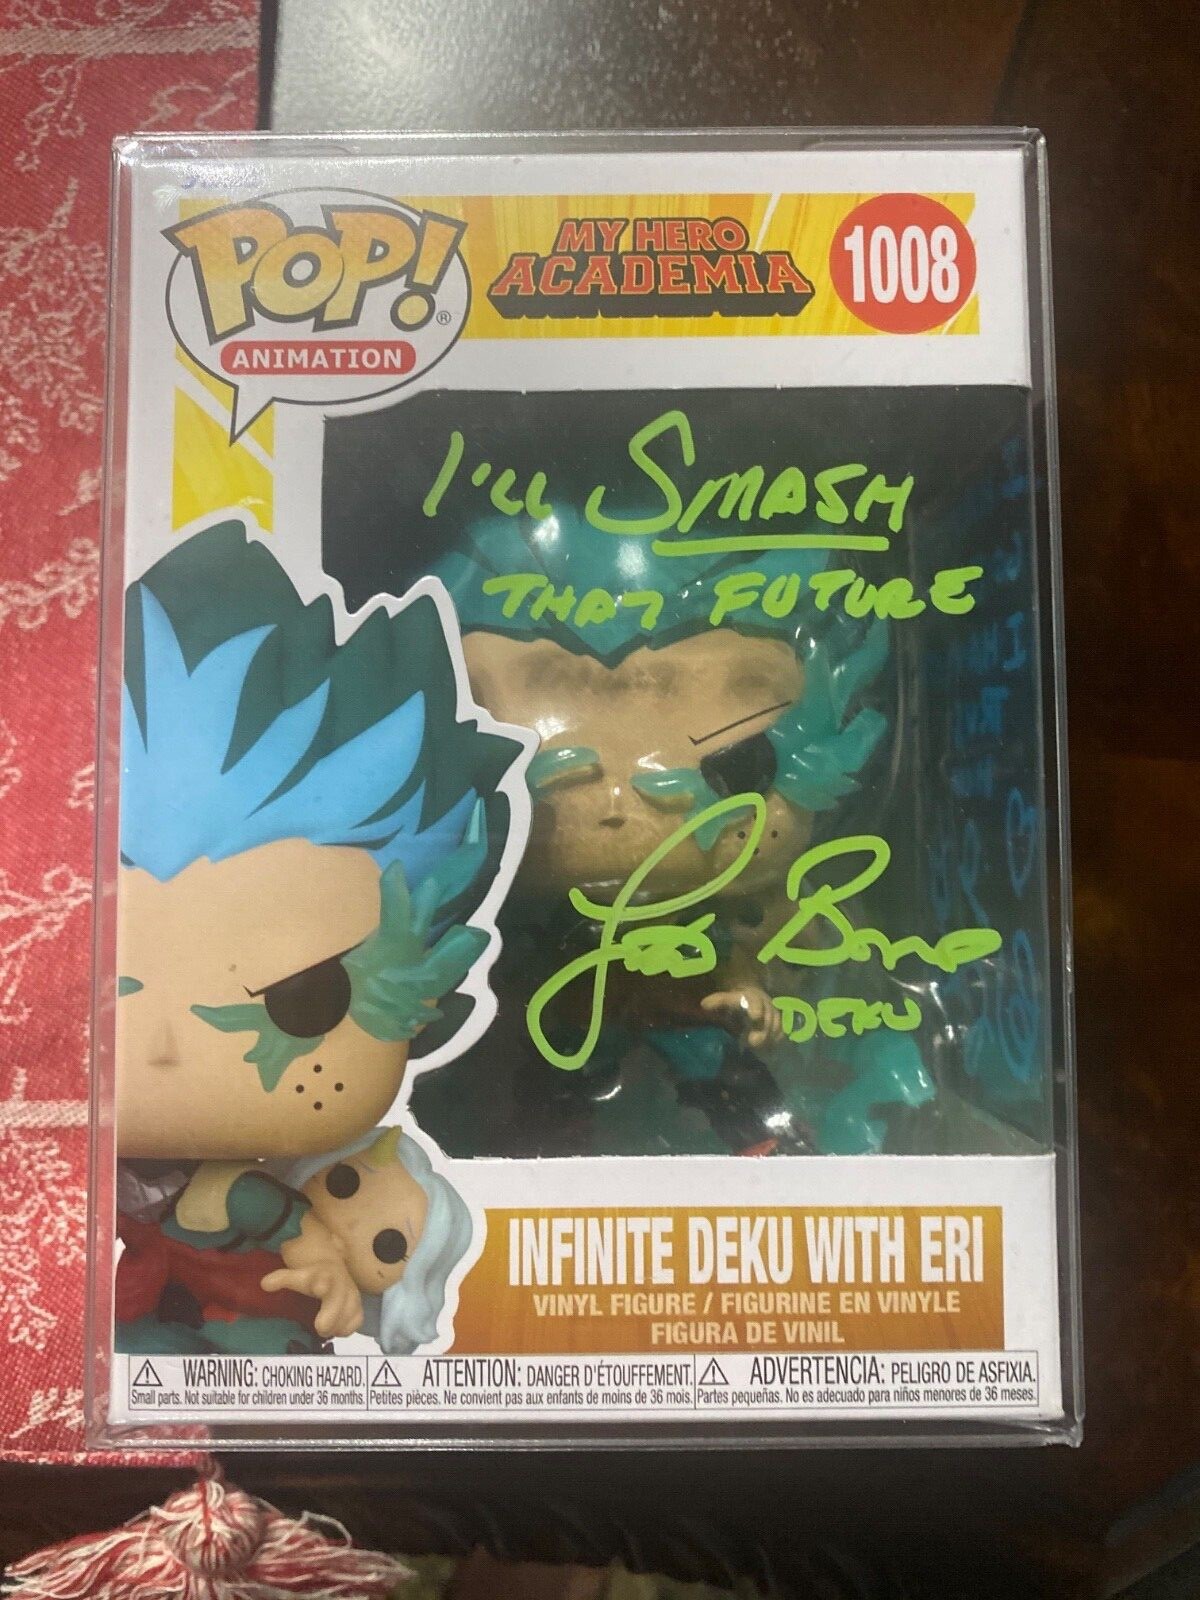 POP!®
ANIMATION
MY HERO
ACADEMIA
1008
I'LL SMASH
THAT FUTURE
DEKU
INFINITE DEKU WITH ERI
VINYL FIGURE / FIGURINE EN VINYLE
FIGURA DE VINIL
⚠ WARNING: CHOKING HAZARD.
Small parts. Not suitable for children under 36 months.
⚠ ATTENTION: DANGER D'ÉTOUFFEMENT.
Petites pièces. Ne convient pas aux enfants de moins de 36 mois.
⚠ ADVERTENCIA: PELIGRO DE ASFIXIA.
Partes pequeñas. No es adecuado para niños menores de 36 meses.